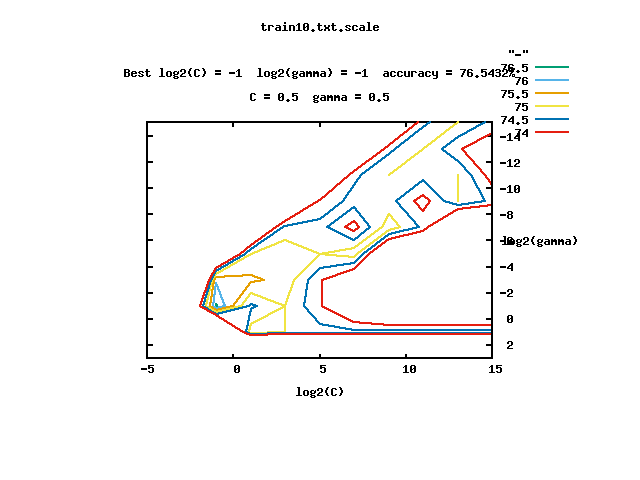 train10.txt.scale
"-"
Best log2(C) = -1 log2(gamma) = -1 accuracy = 76.5432%
76.5
76
C = 0.5 gamma = 0.5
75.5
75
74.5
74
-14
-12
-10
-8
-6
log2(gamma)
-4
-2
0
2
-5 0 5 10 15
log2(C)